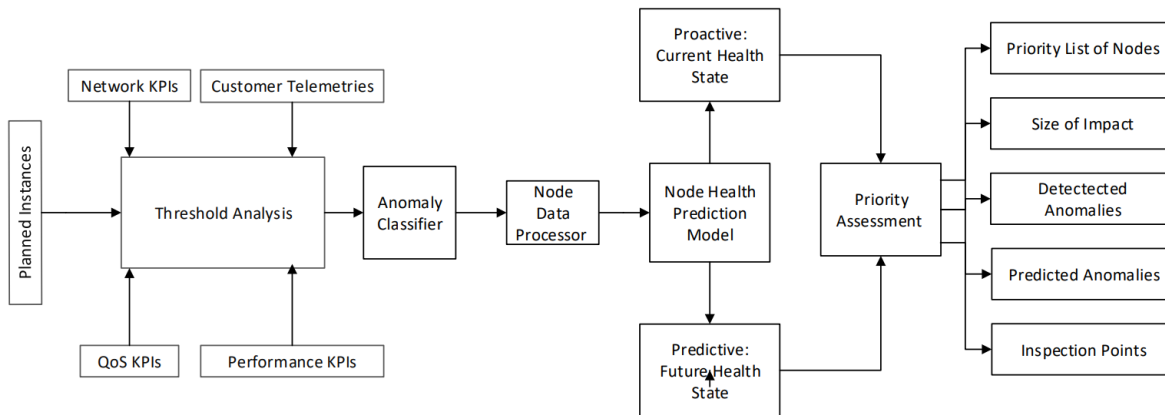 Network KPIs
Customer Telemetries
Planned Instances
Threshold Analysis
QoS KPIs
Performance KPIs
Anomaly
Classifier
Node
Data
Processor
Proactive:
Current Health
State
Node Health
Prediction
Model
Predictive:
Future Health
State
Priority
Assessment
Priority List of Nodes
Size of Impact
Detectected
Anomalies
Predicted Anomalies
Inspection Points